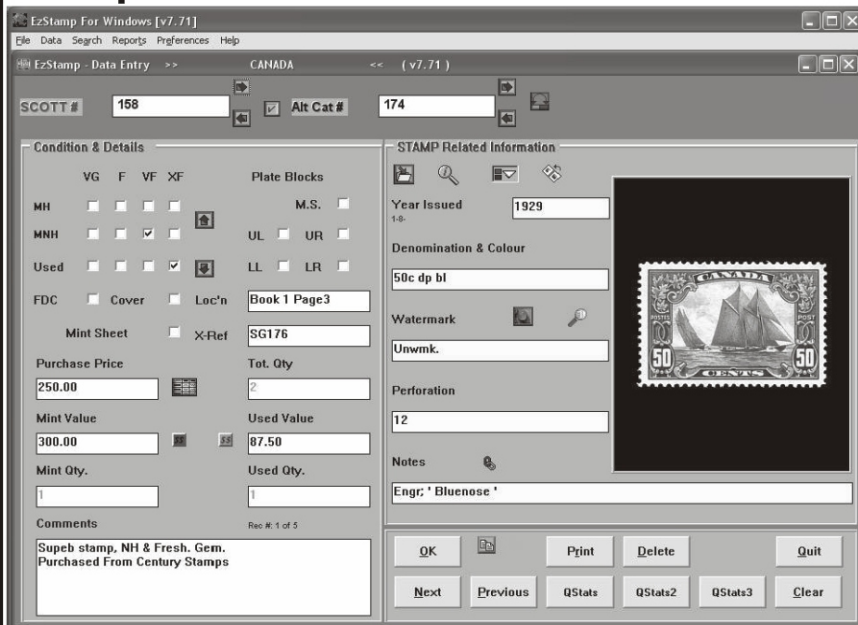 EzStamp For Windows [v7.71]
File Data Search Reports Preferences Help
EzStamp - Data Entry >> CANADA << ( v7.71 )
SCOTT # 158 Alt Cat # 174
Condition & Details
VG F VF XF Plate Blocks
MH M.S.
MNH UL UR
Used LL LR
FDC Cover Loc'n Book 1 Page3
Mint Sheet X-Ref SG176
Purchase Price Tot. Qty
250.00 2
Mint Value Used Value
300.00 $$ $$ 87.50
Mint Qty. Used Qty.
1 1
Comments Rec #: 1 of 5
Supeb stamp, NH & Fresh. Gem.
Purchased From Century Stamps
STAMP Related Information
Year Issued 1929
1-8-
Denomination & Colour
50c dp bl
Watermark
Unwmk.
Perforation
12
Notes
Engr; ' Bluenose '
CANADA
POSTES POST
50 50
CENTS
OK Print Delete Quit
Next Previous QStats QStats2 QStats3 Clear